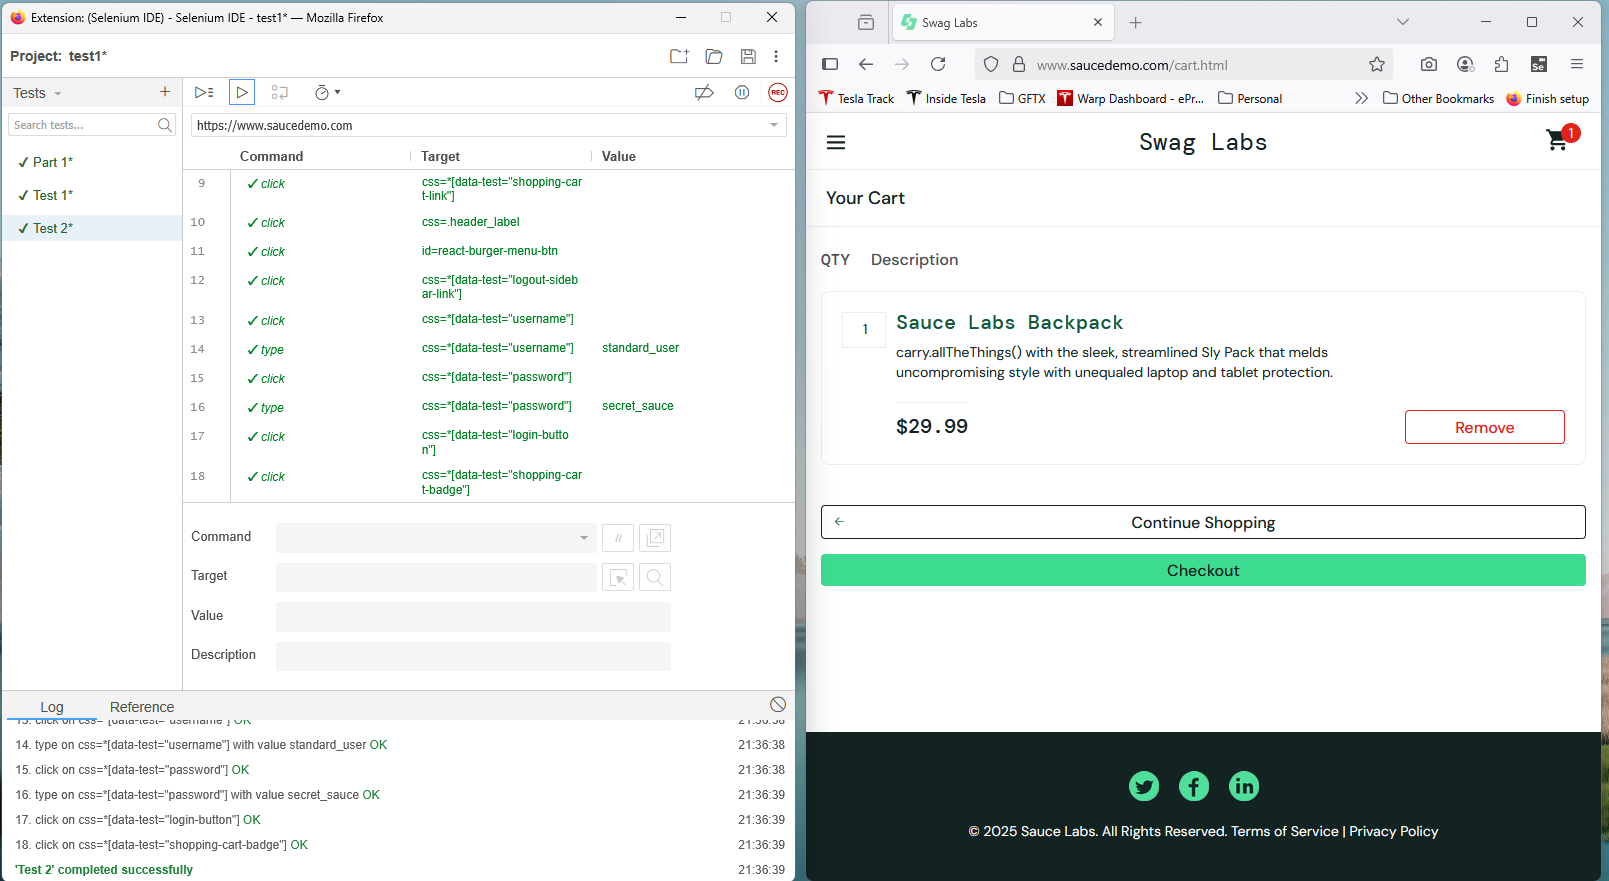 Extension: (Selenium IDE) - Selenium IDE - test1* — Mozilla Firefox
Project: test1*
Tests
Search tests...
✓ Part 1*
✓ Test 1*
✓ Test 2*
REC
https://www.saucedemo.com
Command Target Value
9 ✓ click css=*[data-test="shopping-car
t-link"]
10 ✓ click css=.header_label
11 ✓ click id=react-burger-menu-btn
12 ✓ click css=*[data-test="logout-sideb
ar-link"]
13 ✓ click css=*[data-test="username"]
14 ✓ type css=*[data-test="username"] standard_user
15 ✓ click css=*[data-test="password"]
16 ✓ type css=*[data-test="password"] secret_sauce
17 ✓ click css=*[data-test="login-butto
n"]
18 ✓ click css=*[data-test="shopping-car
t-badge"]
Command
//
Target
Value
Description
Log Reference
13. click on css=*[data-test="username"] OK 21:36:38
14. type on css=*[data-test="username"] with value standard_user OK 21:36:38
15. click on css=*[data-test="password"] OK 21:36:38
16. type on css=*[data-test="password"] with value secret_sauce OK 21:36:39
17. click on css=*[data-test="login-button"] OK 21:36:39
18. click on css=*[data-test="shopping-cart-badge"] OK 21:36:39
'Test 2' completed successfully 21:36:39
Swag Labs
www.saucedemo.com/cart.html
Se
Tesla Track Inside Tesla GFTX Warp Dashboard - ePr... Personal Other Bookmarks Finish setup
Swag Labs
1
Your Cart
QTY Description
1
Sauce Labs Backpack
carry.allTheThings() with the sleek, streamlined Sly Pack that melds
uncompromising style with unequaled laptop and tablet protection.
$29.99
Remove
Continue Shopping
Checkout
© 2025 Sauce Labs. All Rights Reserved. Terms of Service | Privacy Policy